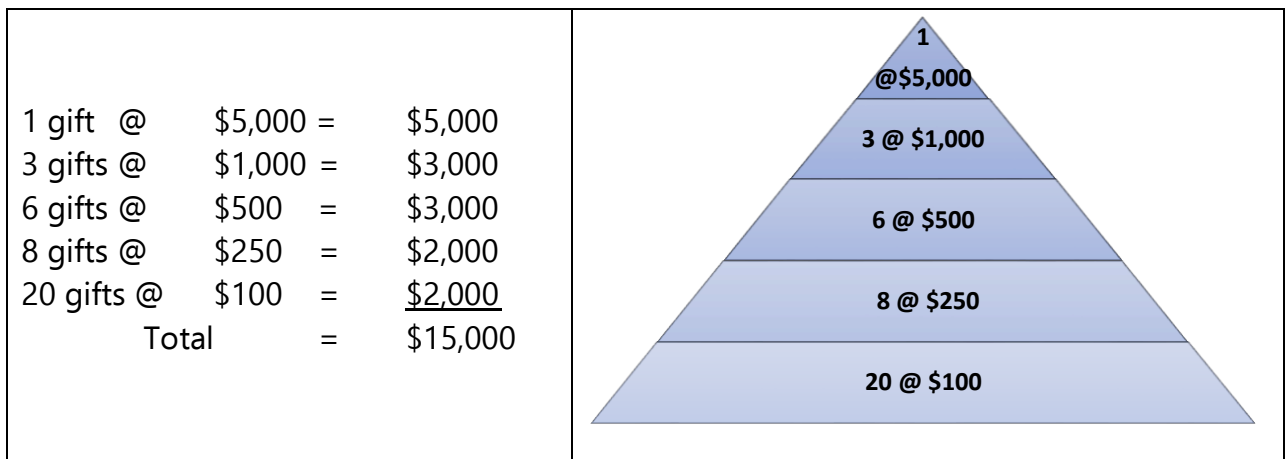 1 gift @ $5,000 = $5,000
3 gifts @ $1,000 = $3,000
6 gifts @ $500 = $3,000
8 gifts @ $250 = $2,000
20 gifts @ $100 = $2,000
Total = $15,000
1
@$5,000
3 @ $1,000
6 @ $500
8 @ $250
20 @ $100